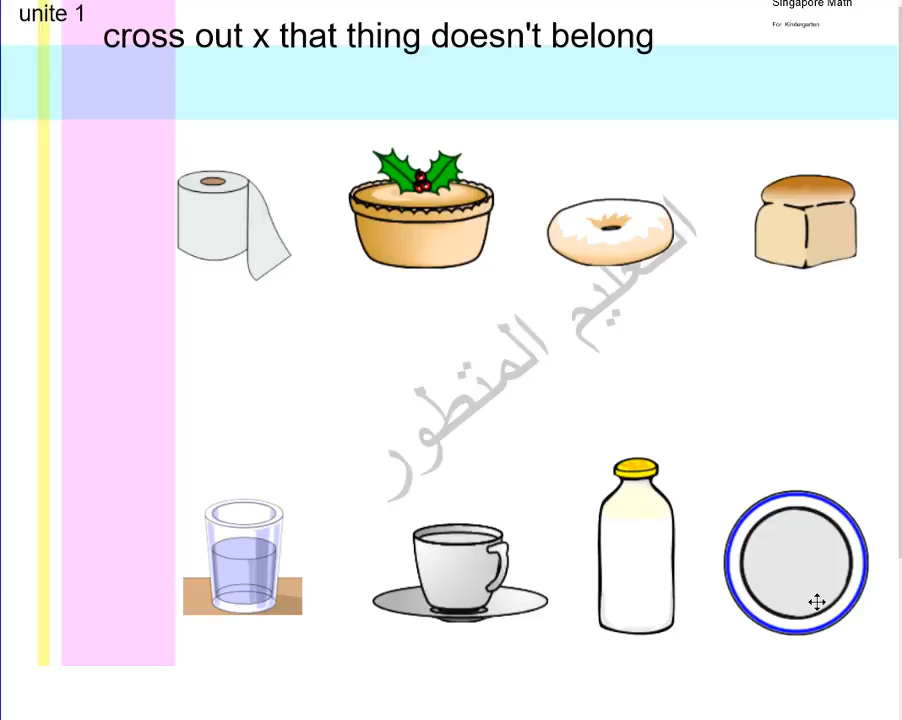 unite 1
Singapore Math
For Kindergarten
cross out x that thing doesn't belong
التعليم المتطور